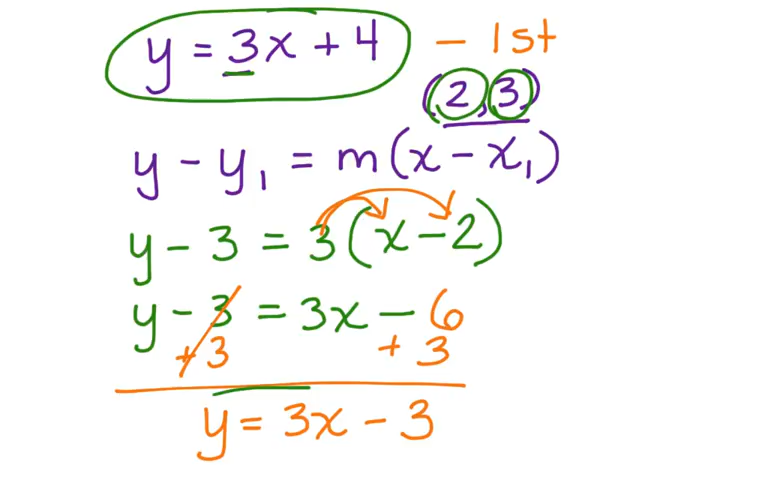 y = 3x + 4 - 1st
(2, 3)
y - y₁ = m(x - x₁)
y - 3 = 3(x - 2)
y - 3 = 3x - 6
+ 3 + 3
y = 3x - 3